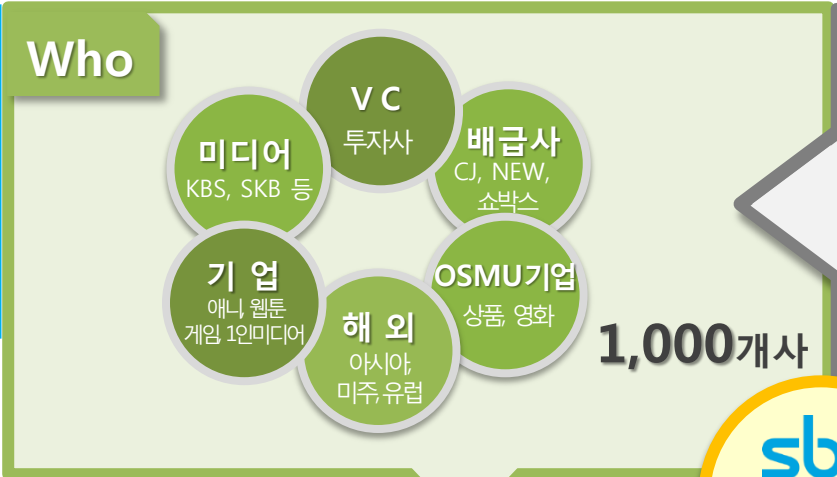 Who
V C
투자사
미디어
KBS, SKB 등
배급사
CJ, NEW,
쇼박스
기 업
애니, 웹툰
게임, 1인미디어
해 외
아시아,
미주, 유럽
OSMU기업
상품, 영화
1,000개사
sb